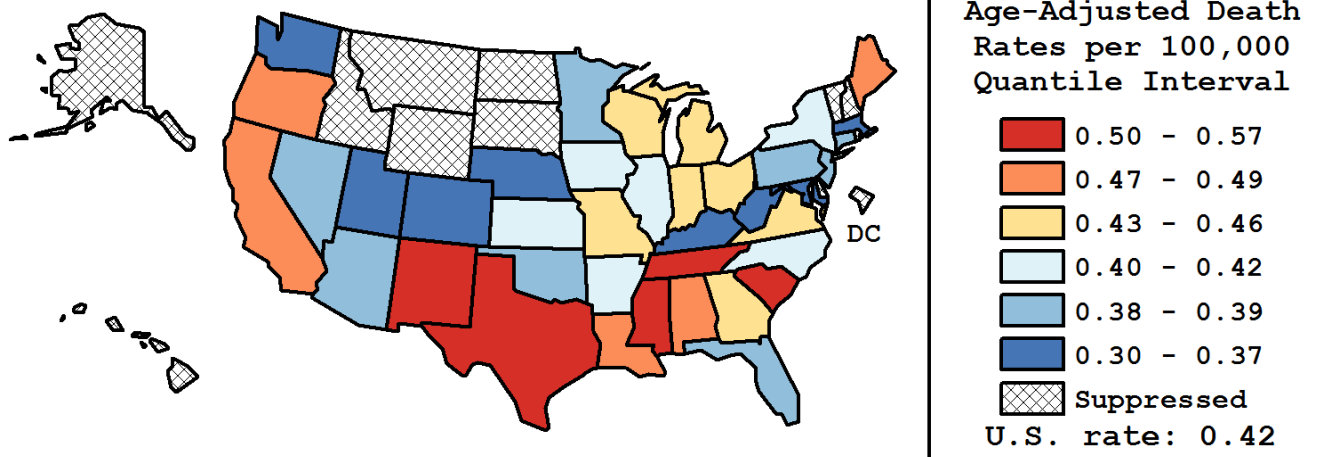 Age-Adjusted Death
Rates per 100,000
Quantile Interval
0.50 - 0.57
0.47 - 0.49
0.43 - 0.46
0.40 - 0.42
0.38 - 0.39
0.30 - 0.37
Suppressed
U.S. rate: 0.42
DC